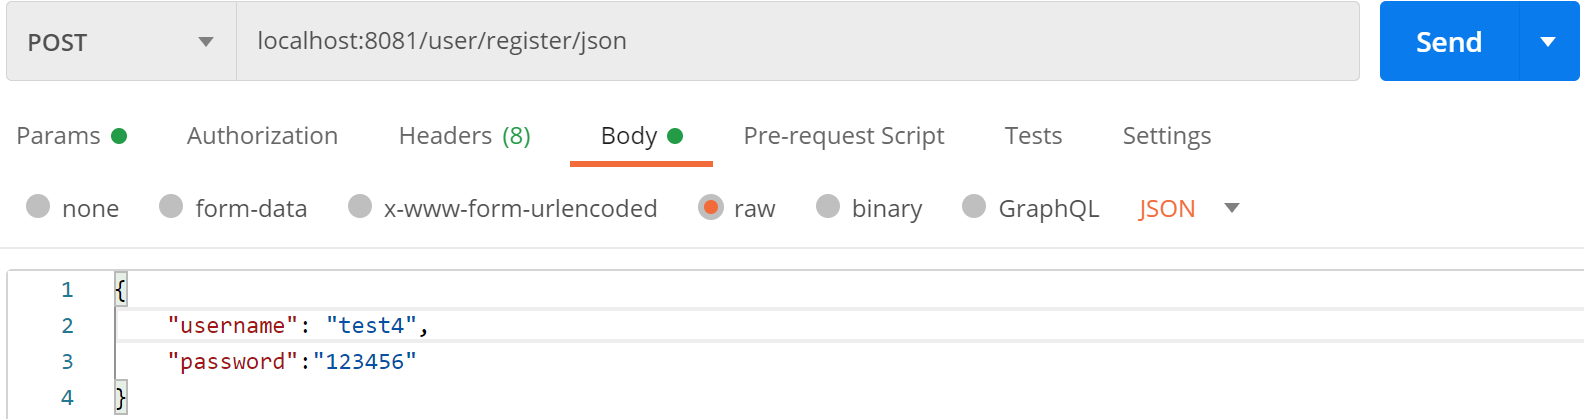 POST localhost:8081/user/register/json Send
Params Authorization Headers (8) Body Pre-request Script Tests Settings
none form-data x-www-form-urlencoded raw binary GraphQL JSON
1 {
2 "username": "test4",
3 "password":"123456"
4 }